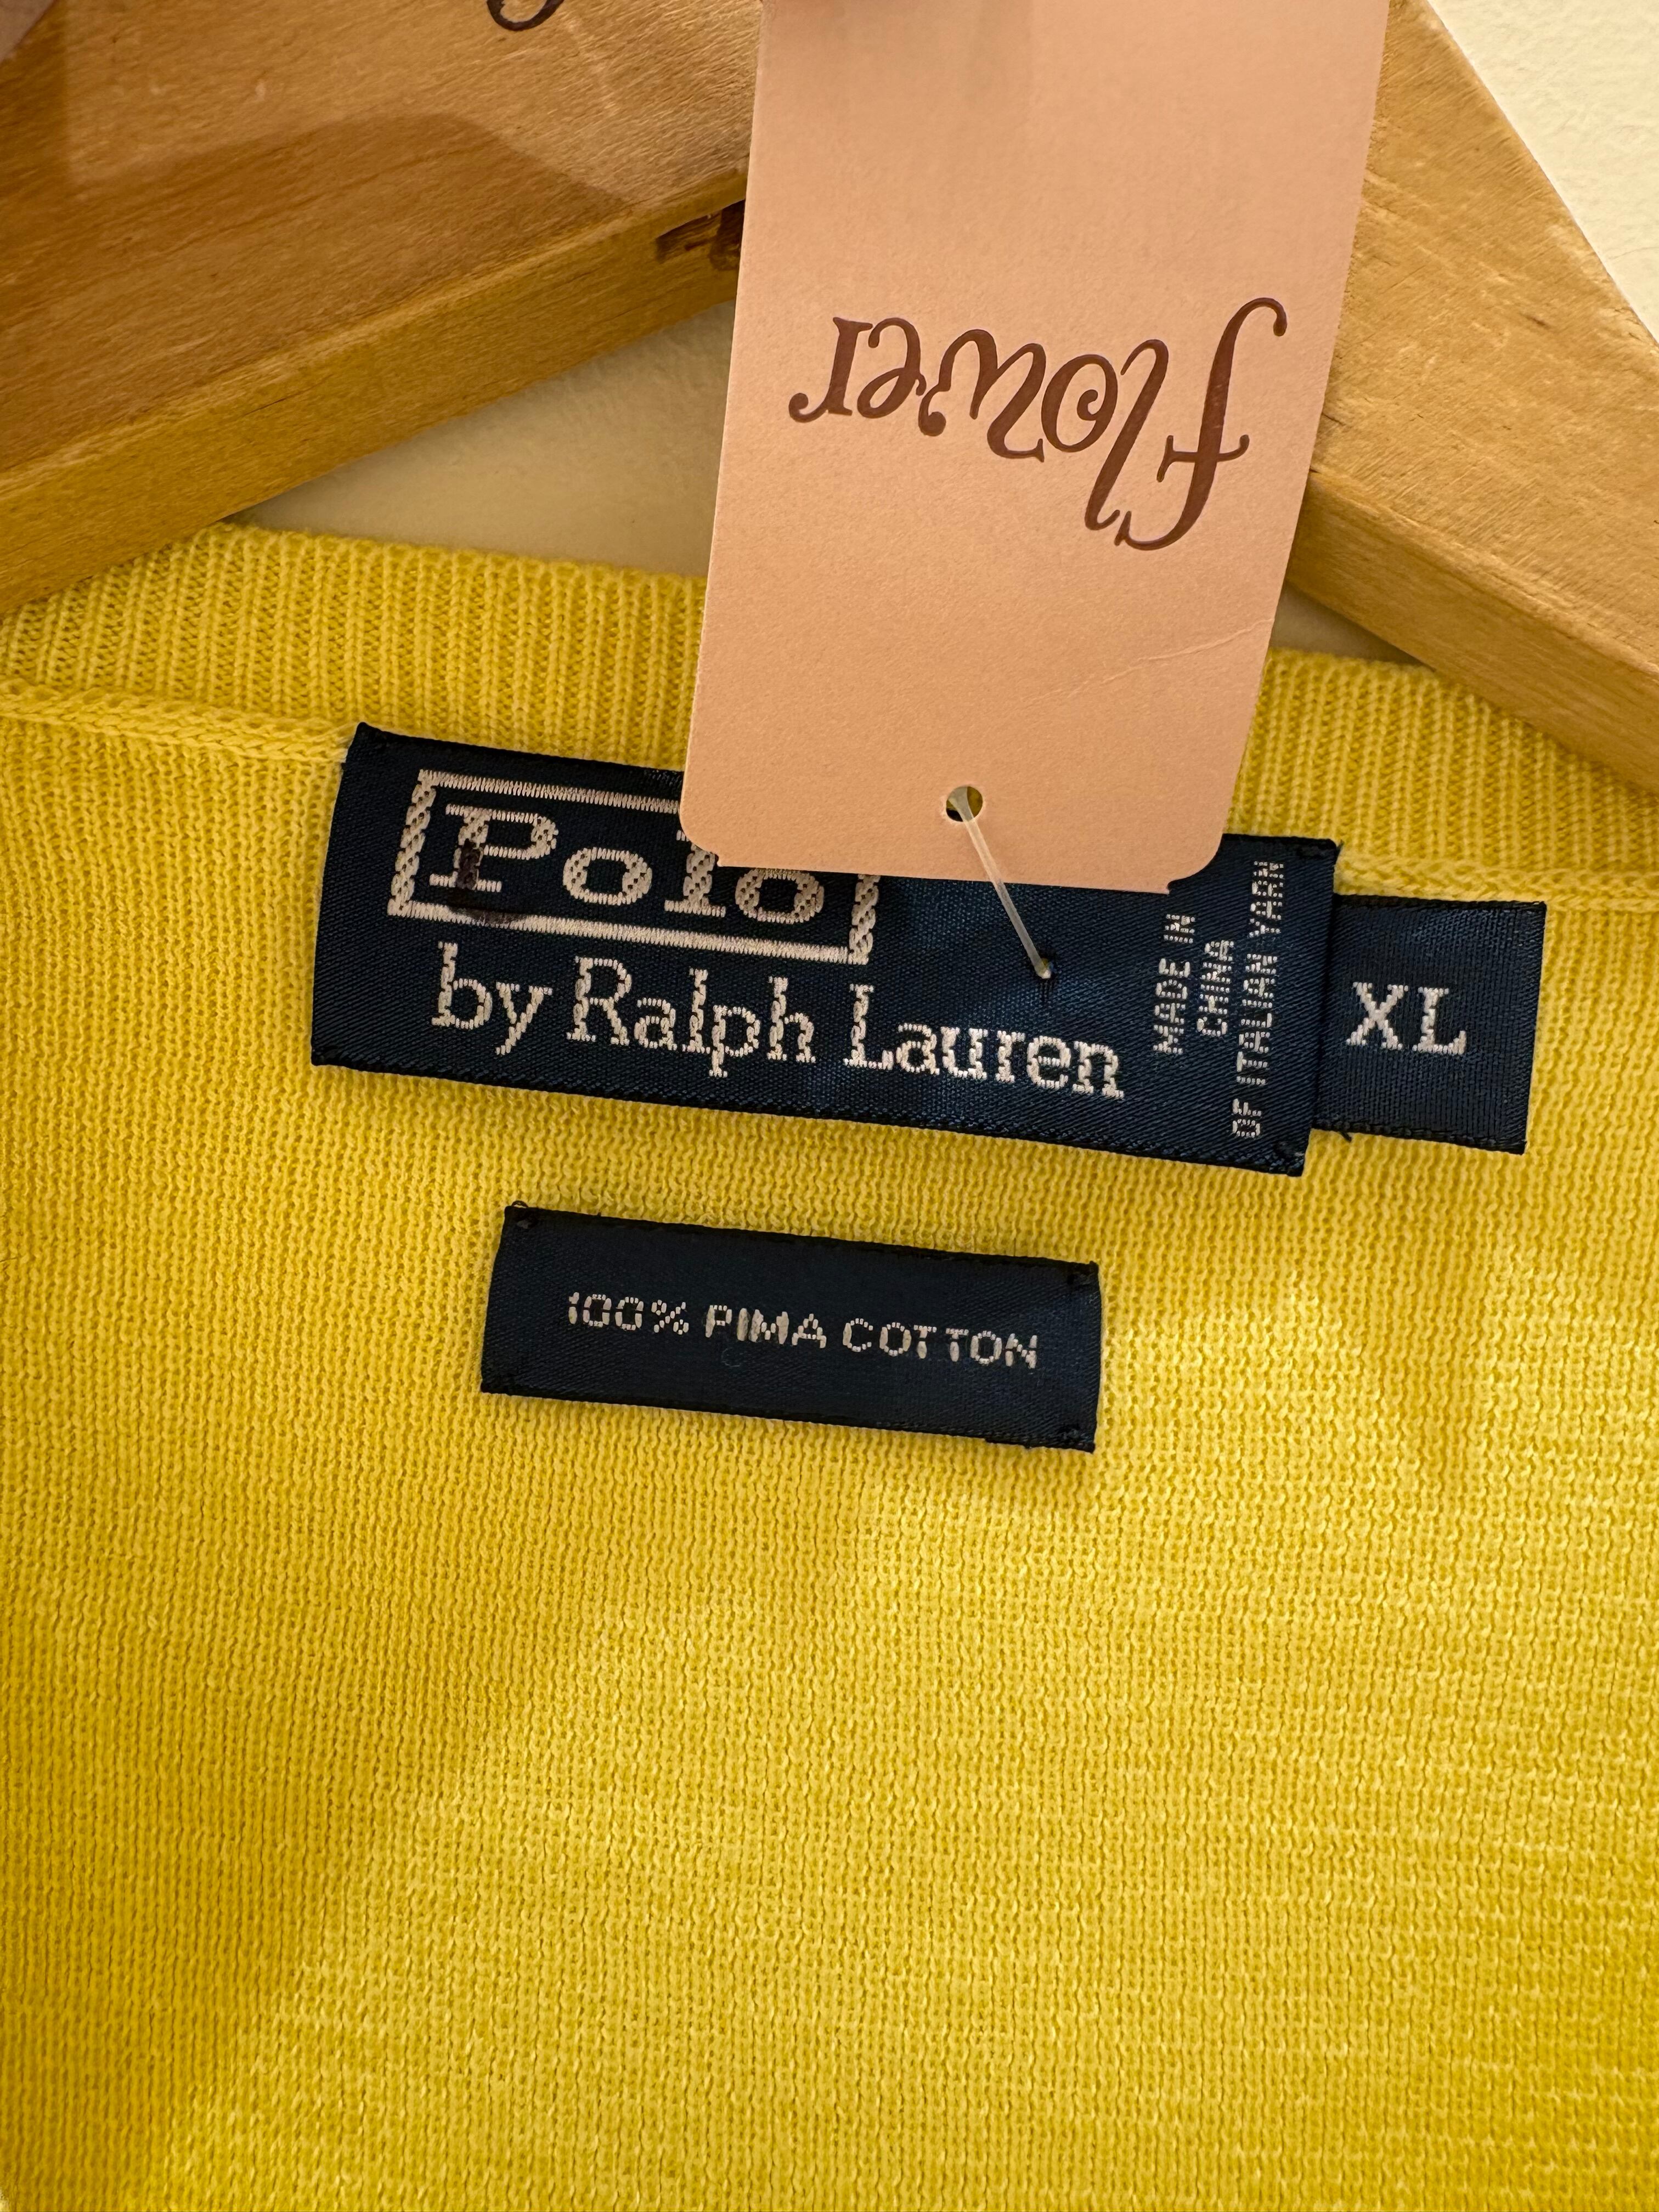 flower
Polo
by Ralph Lauren
MADE IN
CHINA
OF ITALIAN YARN
XL
100% PIMA COTTON